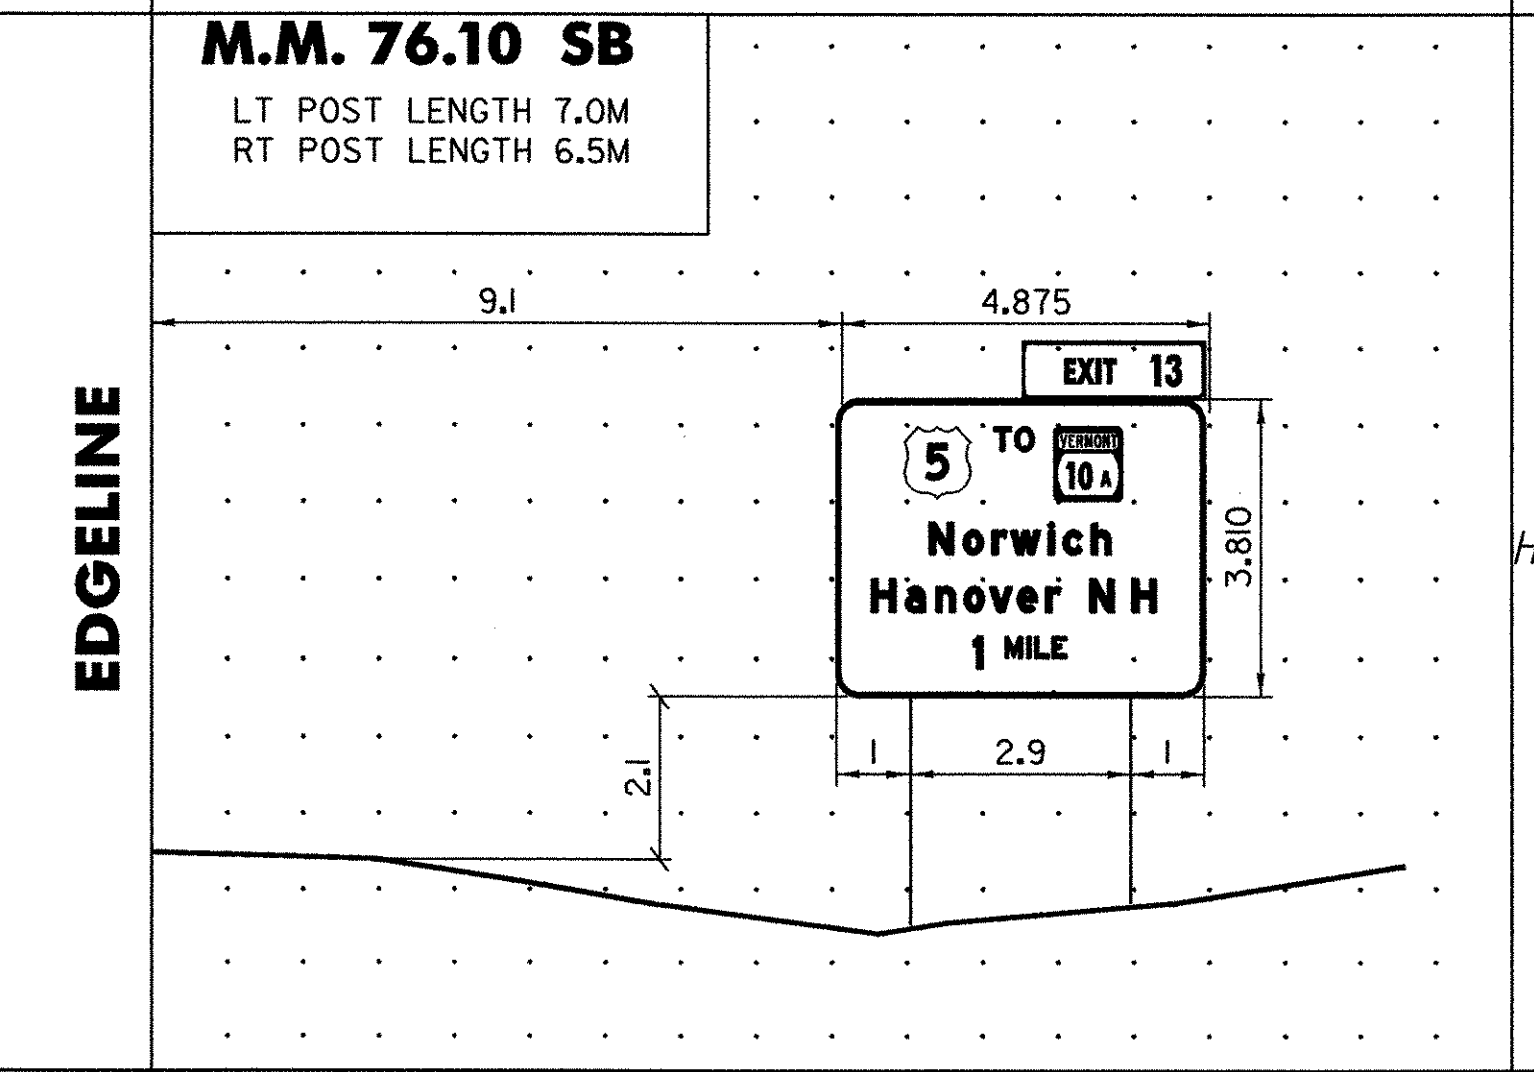 M.M. 76.10 SB
LT POST LENGTH 7.0M
RT POST LENGTH 6.5M
9.1
4.875
EXIT 13
5 TO VERMONT 10 A
Norwich
Hanover NH
1 MILE
3.810
EDGELINE
2.1
1
2.9
1